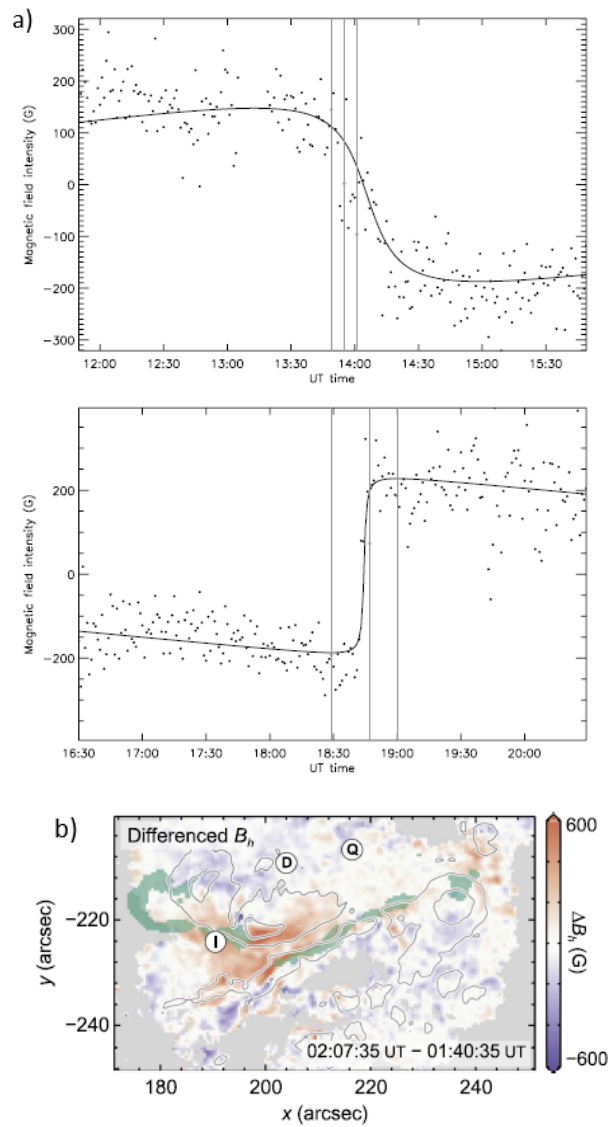 a)
300
200
100
0
−100
−200
−300
Magnetic field intensity (G)
12:00 12:30 13:00 13:30 14:00 14:30 15:00 15:30
UT time
200
0
−200
Magnetic field intensity (G)
16:30 17:00 17:30 18:00 18:30 19:00 19:30 20:00
UT time
b)
Differenced Bh
D Q
I
600
−600
ΔBh (G)
−220
−240
y (arcsec)
02:07:35 UT − 01:40:35 UT
180 200 220 240
x (arcsec)